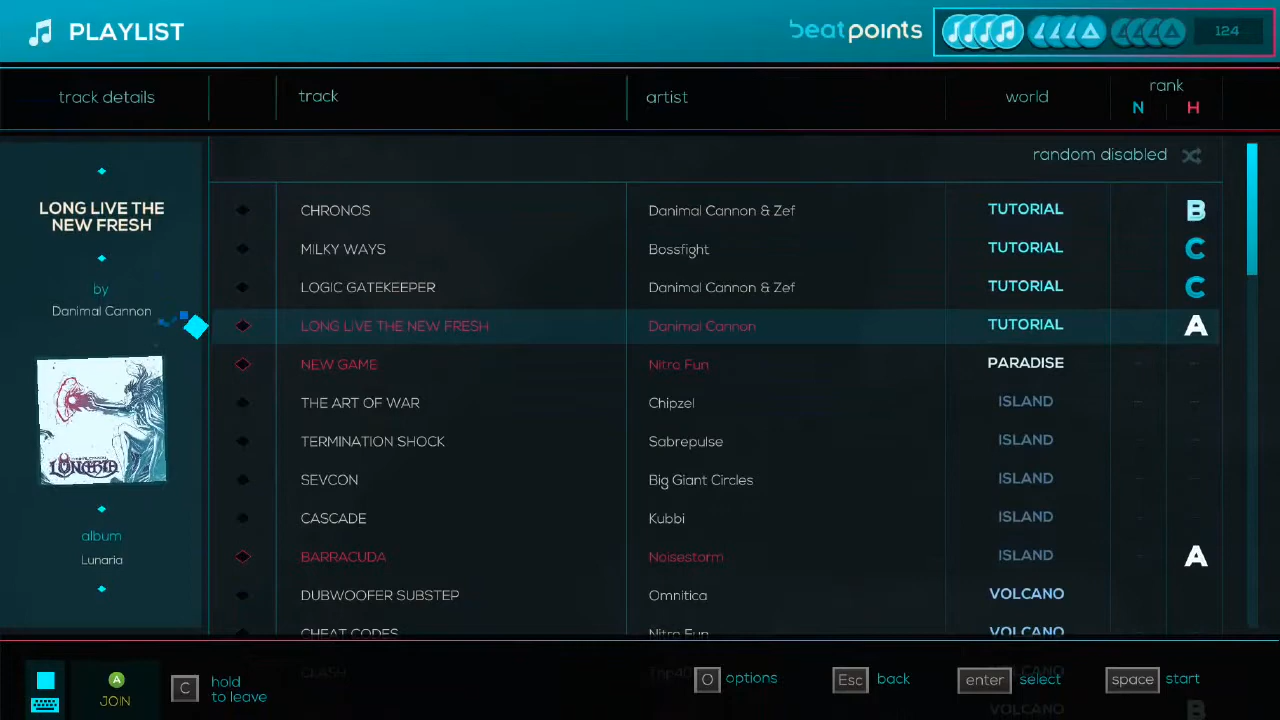 PLAYLIST
beatpoints
124
track details
track
artist
world
rank
N H
random disabled
LONG LIVE THE
NEW FRESH
by
Danimal Cannon
LUNARIA
album
Lunaria
CHRONOS Danimal Cannon & Zef TUTORIAL B
MILKY WAYS Bossfight TUTORIAL C
LOGIC GATEKEEPER Danimal Cannon & Zef TUTORIAL C
LONG LIVE THE NEW FRESH Danimal Cannon TUTORIAL A
NEW GAME Nitro Fun PARADISE - -
THE ART OF WAR Chipzel ISLAND - -
TERMINATION SHOCK Sabrepulse ISLAND - -
SEVCON Big Giant Circles ISLAND - -
CASCADE Kubbi ISLAND - -
BARRACUDA Noisestorm ISLAND A
DUBWOOFER SUBSTEP Omnitica VOLCANO - -
CHEAT CODES Nitro Fun VOLCANO
CLASH VOLCANO
VOLCANO B
A
JOIN
C
hold
to leave
O options
Esc back
enter select
space start